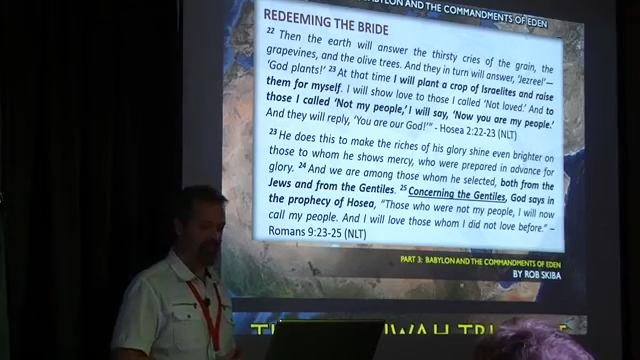 BABYLON AND THE COMMANDMENTS OF EDEN
REDEEMING THE BRIDE
22 Then the earth will answer the thirsty cries of the grain, the
grapevines, and the olive trees. And they in turn will answer, 'Jezreel'—
'God plants!' 23 At that time I will plant a crop of Israelites and raise
them for myself. I will show love to those I called 'Not loved.' And to
those I called 'Not my people,' I will say, 'Now you are my people.'
And they will reply, 'You are our God!'" - Hosea 2:22-23 (NLT)
23 He does this to make the riches of his glory shine even brighter on
those to whom he shows mercy, who were prepared in advance for
glory. 24 And we are among those whom he selected, both from the
Jews and from the Gentiles. 25 Concerning the Gentiles, God says in
the prophecy of Hosea, "Those who were not my people, I will now
call my people. And I will love those whom I did not love before." –
Romans 9:23-25 (NLT)
PART 3: BABYLON AND THE COMMANDMENTS OF EDEN
BY ROB SKIBA